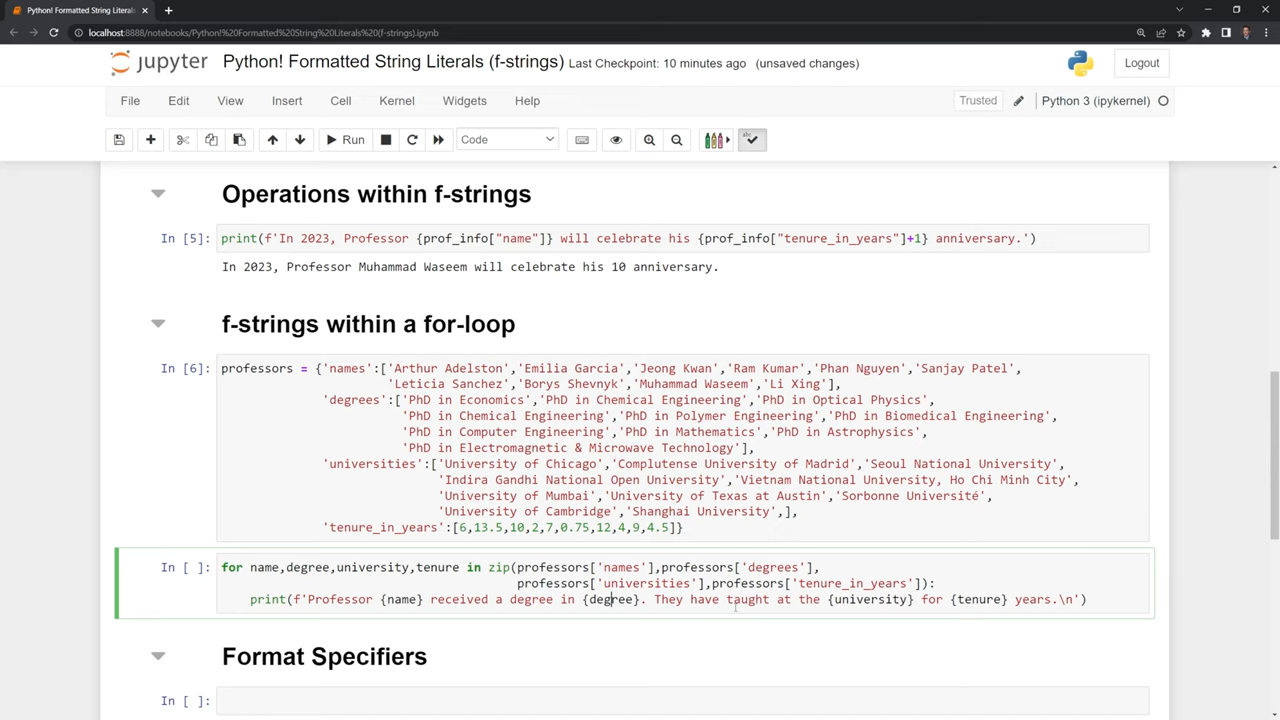 Python! Formatted String Literals
localhost:8888/notebooks/Python!%20Formatted%20String%20Literals%20(f-strings).ipynb
jupyter Python! Formatted String Literals (f-strings) Last Checkpoint: 10 minutes ago (unsaved changes) Logout
File Edit View Insert Cell Kernel Widgets Help Trusted Python 3 (ipykernel)
Run Code
Operations within f-strings
In [5]: print(f'In 2023, Professor {prof_info["name"]} will celebrate his {prof_info["tenure_in_years"]+1} anniversary.')
In 2023, Professor Muhammad Waseem will celebrate his 10 anniversary.
f-strings within a for-loop
In [6]: professors = {'names':['Arthur Adelston','Emilia Garcia','Jeong Kwan','Ram Kumar','Phan Nguyen','Sanjay Patel',
'Leticia Sanchez','Borys Shevnyk','Muhammad Waseem','Li Xing'],
'degrees':['PhD in Economics','PhD in Chemical Engineering','PhD in Optical Physics',
'PhD in Chemical Engineering','PhD in Polymer Engineering','PhD in Biomedical Engineering',
'PhD in Computer Engineering','PhD in Mathematics','PhD in Astrophysics',
'PhD in Electromagnetic & Microwave Technology'],
'universities':['University of Chicago','Complutense University of Madrid','Seoul National University',
'Indira Gandhi National Open University','Vietnam National University, Ho Chi Minh City',
'University of Mumbai','University of Texas at Austin','Sorbonne Université',
'University of Cambridge','Shanghai University',],
'tenure_in_years':[6,13.5,10,2,7,0.75,12,4,9,4.5]}
In [ ]: for name,degree,university,tenure in zip(professors['names'],professors['degrees'],
professors['universities'],professors['tenure_in_years']):
print(f'Professor {name} received a degree in {degree}. They have taught at the {university} for {tenure} years.\n')
Format Specifiers
In [ ]: